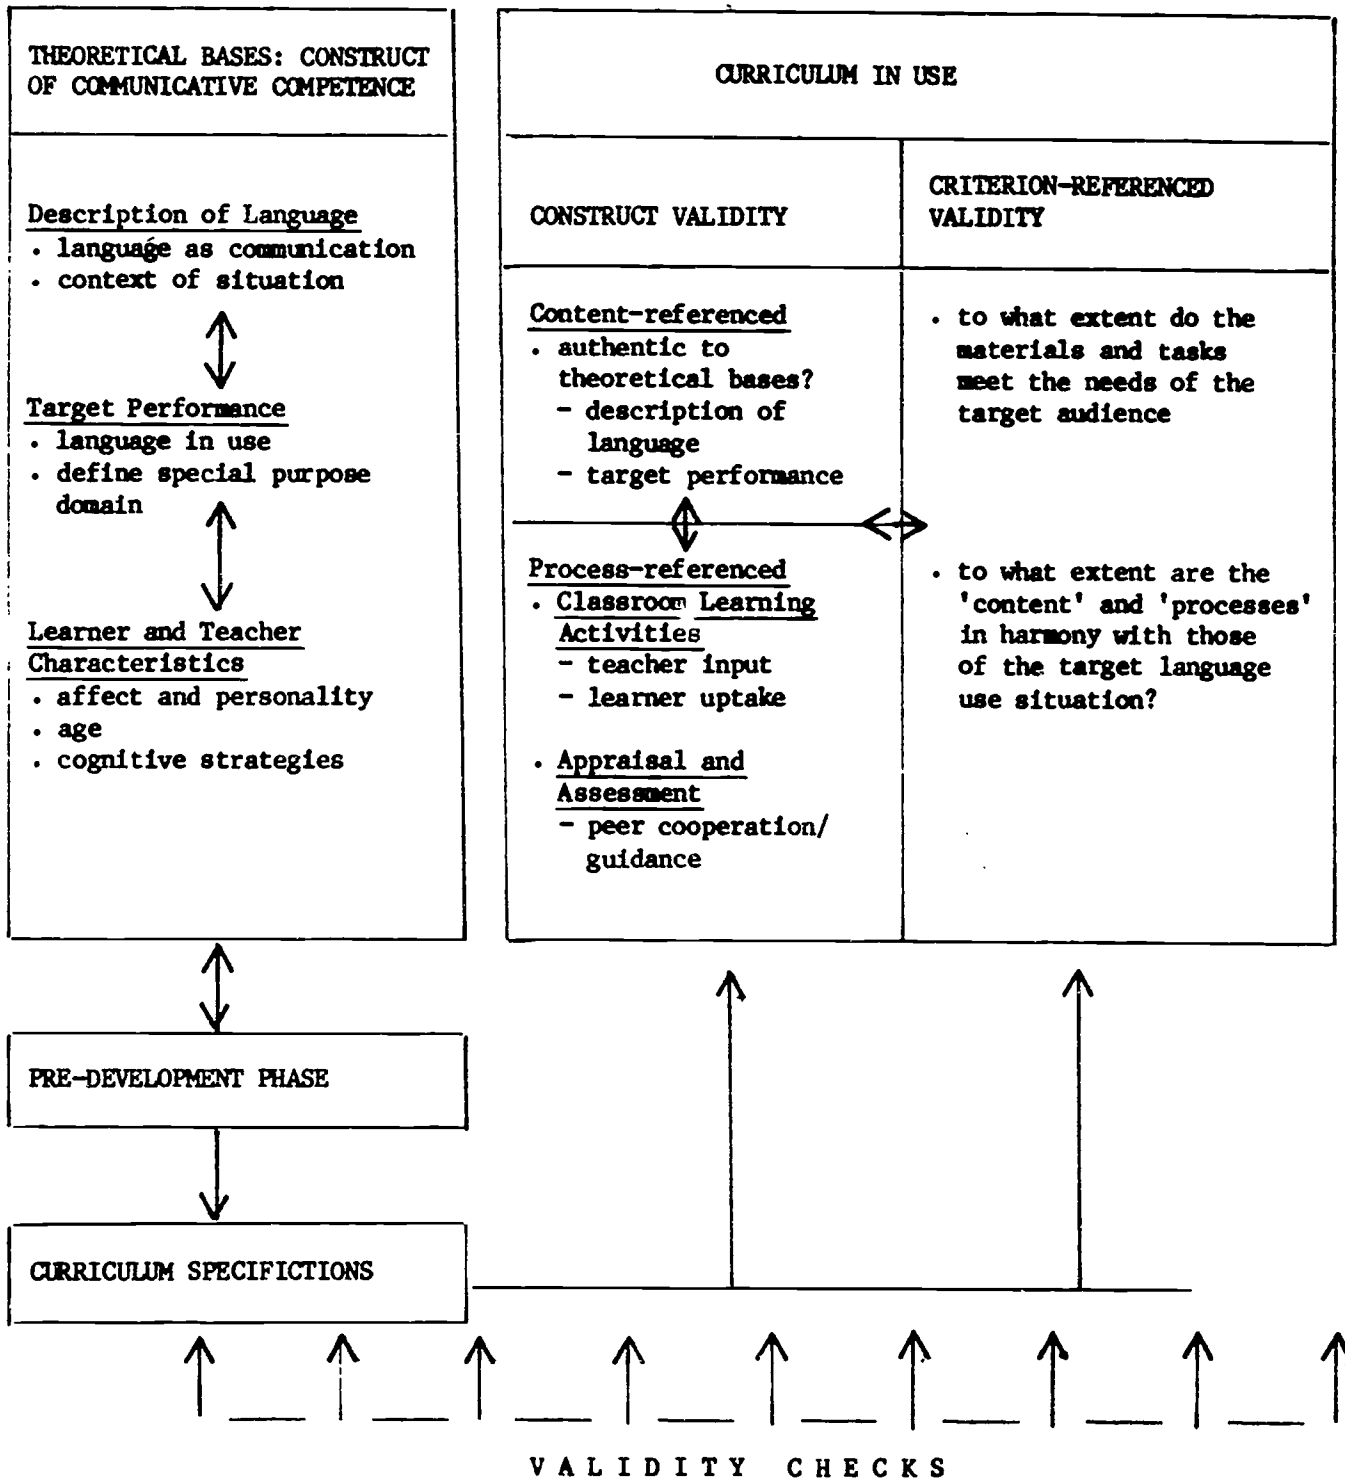 THEORETICAL BASES: CONSTRUCT
OF COMMUNICATIVE COMPETENCE
Description of Language
. language as communication
. context of situation
Target Performance
. language in use
. define special purpose
domain
Learner and Teacher
Characteristics
. affect and personality
. age
. cognitive strategies
PRE-DEVELOPMENT PHASE
CURRICULUM SPECIFICTIONS
CURRICULUM IN USE
CONSTRUCT VALIDITY
Content-referenced
. authentic to
theoretical bases?
- description of
language
- target performance
Process-referenced
. Classroom Learning
Activities
- teacher input
- learner uptake
. Appraisal and
Assessment
- peer cooperation/
guidance
CRITERION-REFERENCED
VALIDITY
. to what extent do the
materials and tasks
meet the needs of the
target audience
. to what extent are the
'content' and 'processes'
in harmony with those
of the target language
use situation?
VALIDITY CHECKS